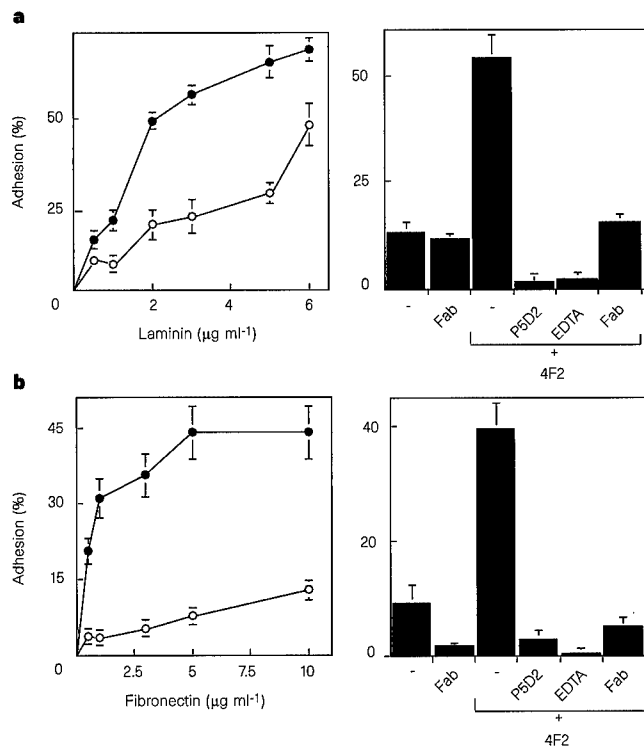 a
Adhesion (%)
50
25
0
2
4
6
Laminin (µg ml-1)
50
25
0
-
Fab
-
P5D2
EDTA
Fab
+
4F2
b
Adhesion (%)
45
30
15
0
2.5
5
7.5
10
Fibronectin (µg ml-1)
40
20
0
-
Fab
-
P5D2
EDTA
Fab
+
4F2